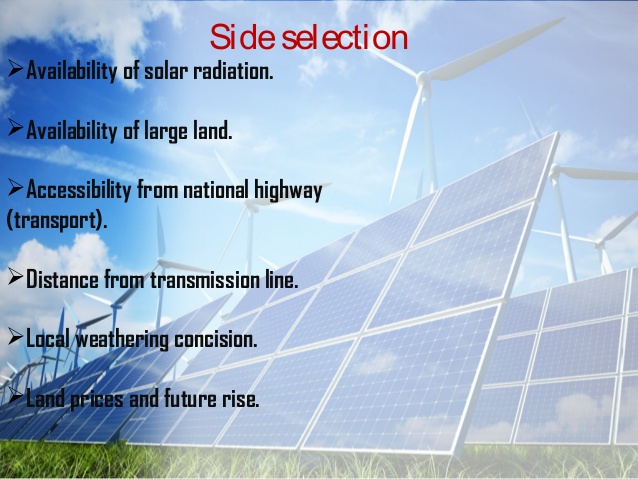 Side selection
➢Availability of solar radiation.
➢Availability of large land.
➢Accessibility from national highway
(transport).
➢Distance from transmission line.
➢Local weathering concision.
➢Land prices and future rise.